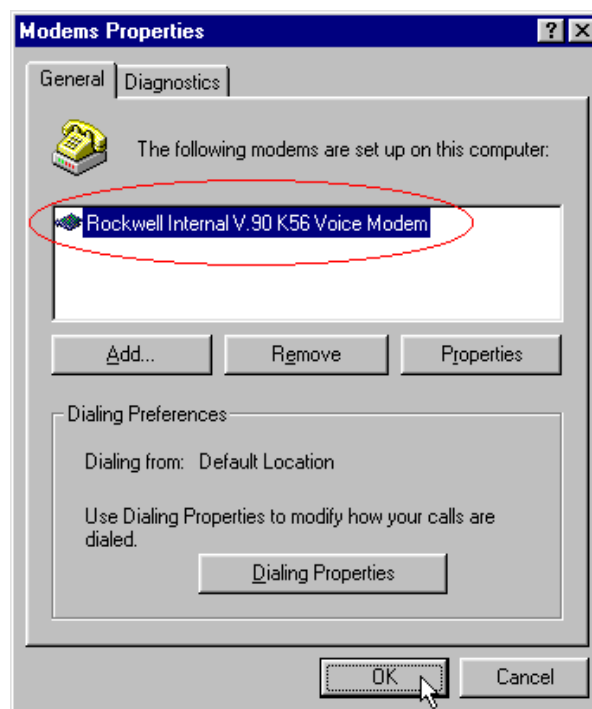 Modems Properties
General
Diagnostics
The following modems are set up on this computer:
Rockwell Internal V.90 K56 Voice Modem
Add...
Remove
Properties
Dialing Preferences
Dialing from: Default Location
Use Dialing Properties to modify how your calls are
dialed.
Dialing Properties
OK
Cancel